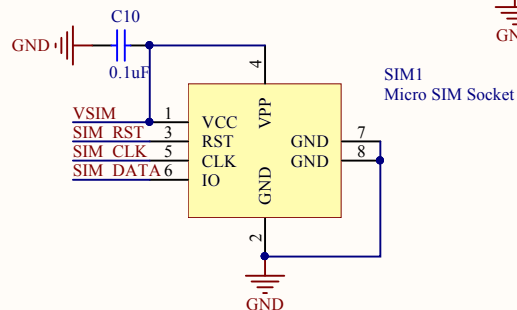 C10
GND
0.1uF
GN
4
SIM1
Micro SIM Socket
VSIM 1 VCC VPP
SIM_RST 3 RST GND 7
SIM_CLK 5 CLK GND 8
SIM_DATA 6 IO
GND
2
GND